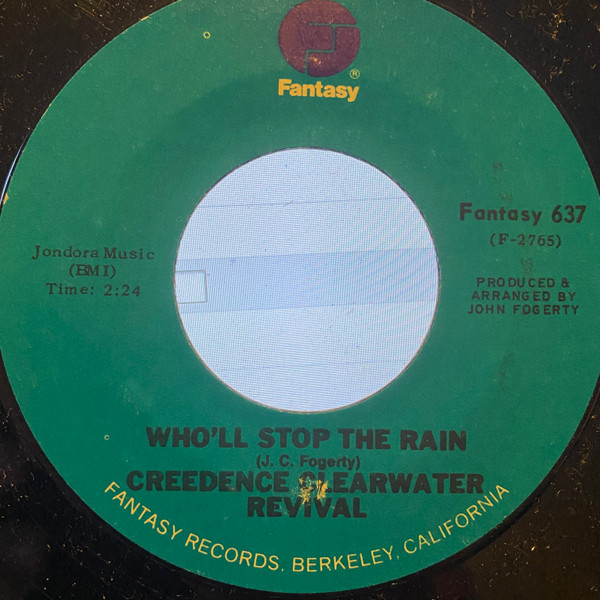 Fantasy®
Fantasy 637
(F-2765)
Jondora Music
(BMI)
Time: 2:24
PRODUCED &
ARRANGED BY
JOHN FOGERTY
WHO'LL STOP THE RAIN
(J. C. Fogerty)
CREEDENCE CLEARWATER
REVIVAL
FANTASY RECORDS, BERKELEY, CALIFORNIA